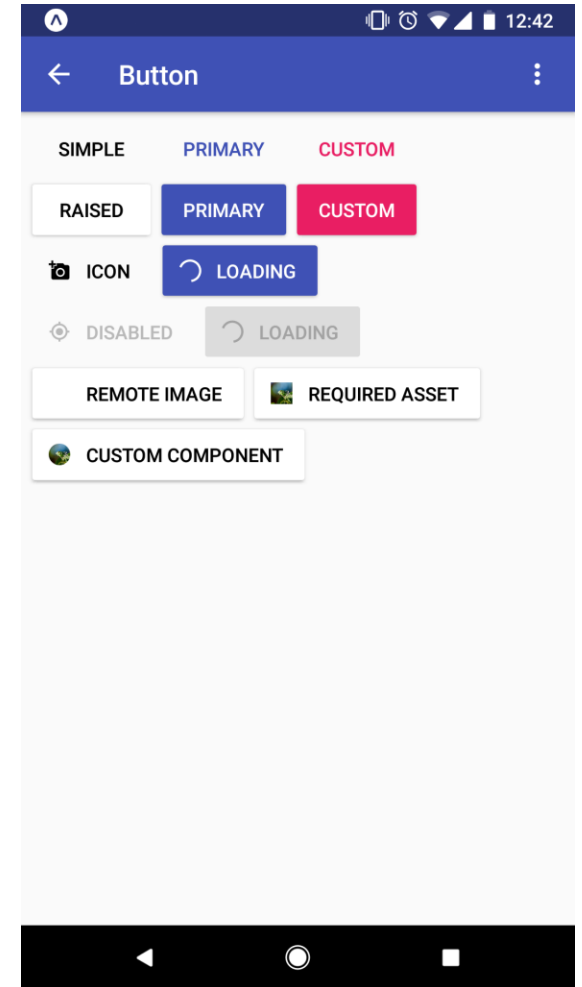 12:42
Button
SIMPLE PRIMARY CUSTOM
RAISED PRIMARY CUSTOM
ICON LOADING
DISABLED LOADING
REMOTE IMAGE REQUIRED ASSET
CUSTOM COMPONENT